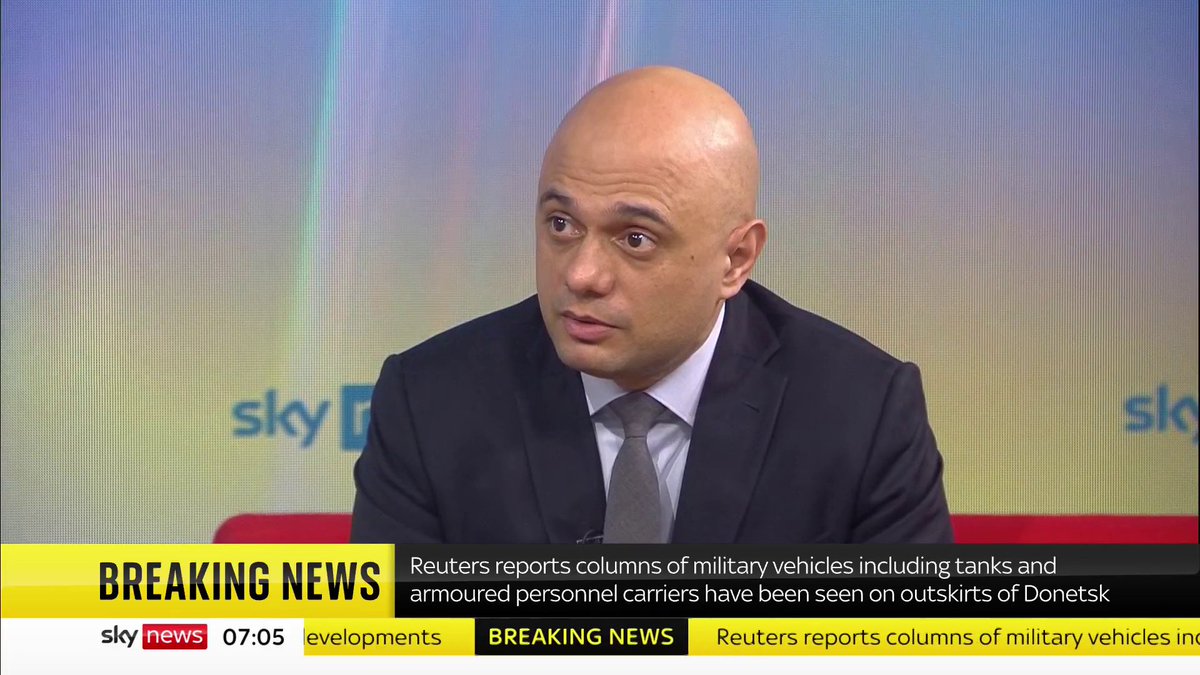 sky n
sky
BREAKING NEWS
Reuters reports columns of military vehicles including tanks and
armoured personnel carriers have been seen on outskirts of Donetsk
sky news 07:05 evelopments BREAKING NEWS Reuters reports columns of military vehicles inc